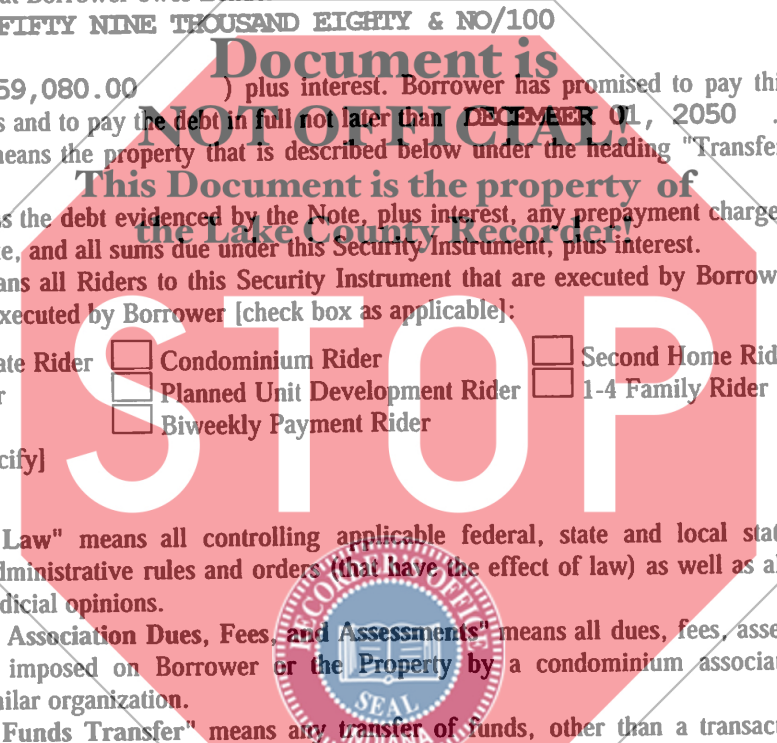 FIFTY NINE THOUSAND EIGHTY & NO/100
Document is
59,080.00 ) plus interest. Borrower has promised to pay
s and to pay the debt in full not later than DECEMBER 01, 2050 .
NOT OFFICIAL!
means the property that is described below under the heading "Transfer
This Document is the property of
s the debt evidenced by the Note, plus interest, any prepayment charge
the Lake County Recorder!
e, and all sums due under this Security Instrument, plus interest.
ans all Riders to this Security Instrument that are executed by Borrow
xecuted by Borrower [check box as applicable]:
ate Rider Condominium Rider Second Home Rid
r Planned Unit Development Rider 1-4 Family Rider
Biweekly Payment Rider
cify]
STOP
Law" means all controlling applicable federal, state and local stat
dministrative rules and orders (that have the effect of law) as well as al
dicial opinions.
Association Dues, Fees, and Assessments" means all dues, fees, asse
imposed on Borrower or the Property by a condominium associa
milar organization.
Funds Transfer" means any transfer of funds, other than a transac
RECORDER'S OFFICE
SEAL
INDIANA